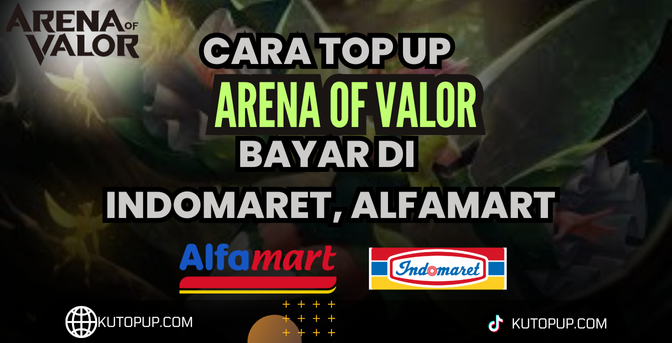 ARENA OF
VALOR
CARA TOP UP
ARENA OF VALOR
BAYAR DI
INDOMARET, ALFAMART
Alfamart
Indomaret
KUTOPUP.COM
KUTOPUP.COM